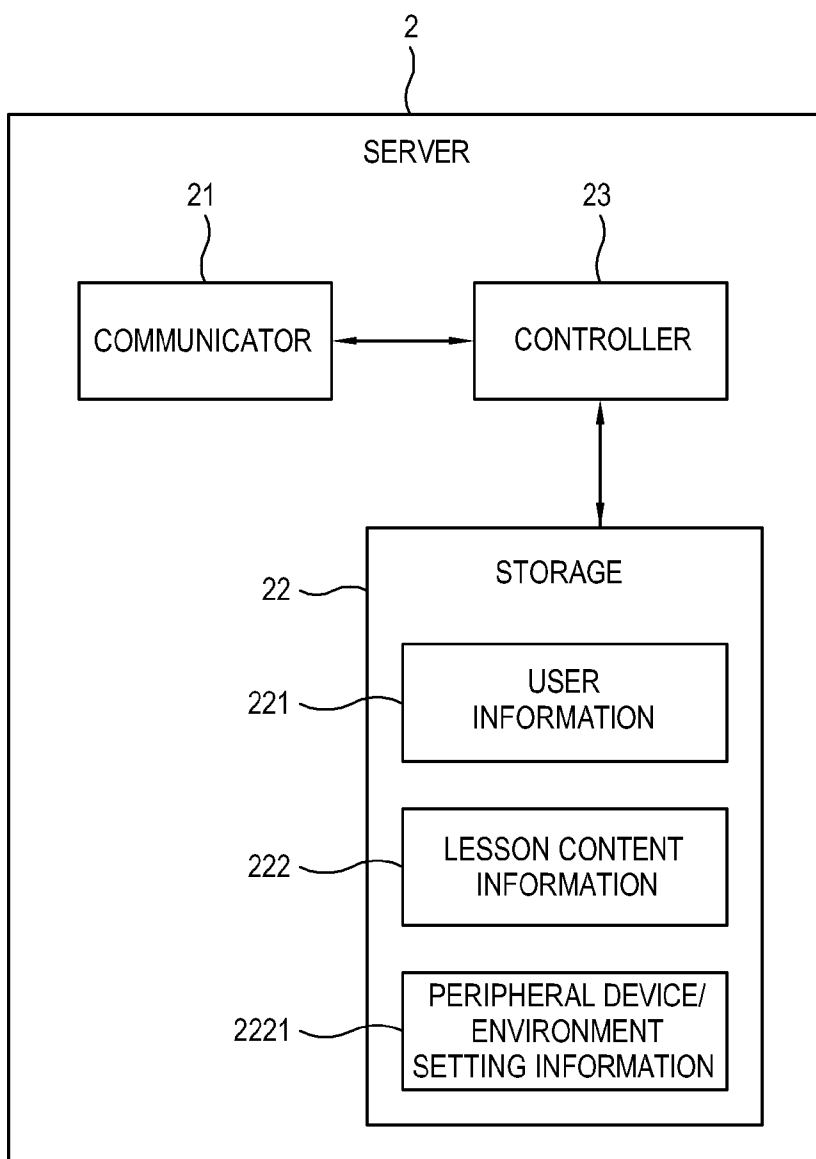 2
SERVER
21
23
COMMUNICATOR
CONTROLLER
22
STORAGE
221
USER
INFORMATION
222
LESSON CONTENT
INFORMATION
2221
PERIPHERAL DEVICE/
ENVIRONMENT
SETTING INFORMATION